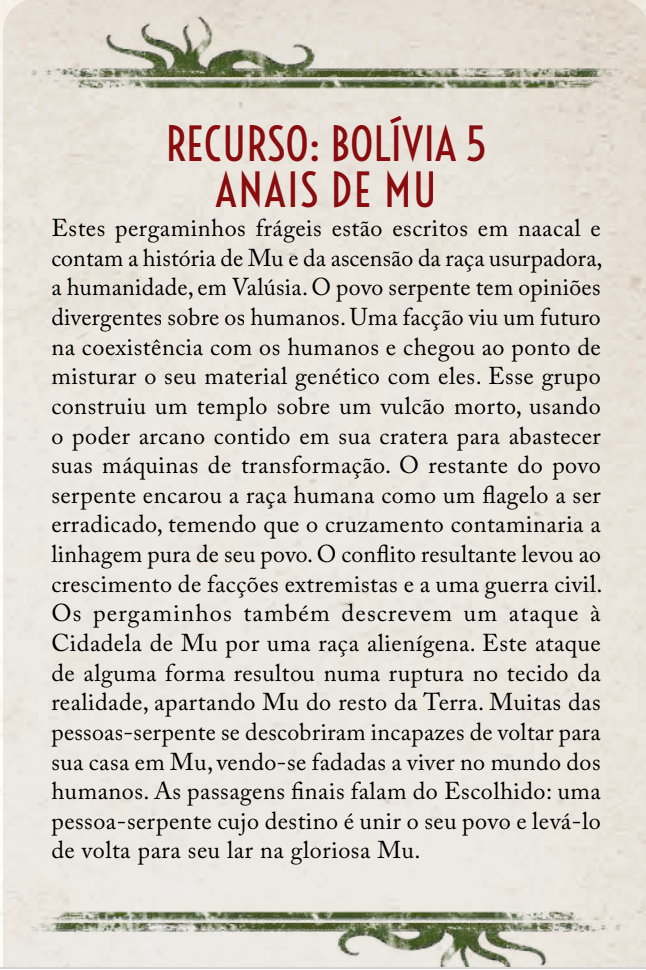 RECURSO: BOLÍVIA 5
ANAIS DE MU
Estes pergaminhos frágeis estão escritos em naacal e
contam a história de Mu e da ascensão da raça usurpadora,
a humanidade, em Valúsia. O povo serpente tem opiniões
divergentes sobre os humanos. Uma facção viu um futuro
na coexistência com os humanos e chegou ao ponto de
misturar o seu material genético com eles. Esse grupo
construiu um templo sobre um vulcão morto, usando
o poder arcano contido em sua cratera para abastecer
suas máquinas de transformação. O restante do povo
serpente encarou a raça humana como um flagelo a ser
erradicado, temendo que o cruzamento contaminaria a
linhagem pura de seu povo. O conflito resultante levou ao
crescimento de facções extremistas e a uma guerra civil.
Os pergaminhos também descrevem um ataque à
Cidadela de Mu por uma raça alienígena. Este ataque
de alguma forma resultou numa ruptura no tecido da
realidade, apartando Mu do resto da Terra. Muitas das
pessoas-serpente se descobriram incapazes de voltar para
sua casa em Mu, vendo-se fadadas a viver no mundo dos
humanos. As passagens finais falam do Escolhido: uma
pessoa-serpente cujo destino é unir o seu povo e levá-lo
de volta para seu lar na gloriosa Mu.